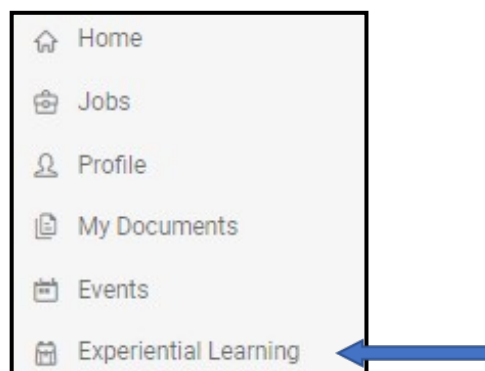 Home
Jobs
Profile
My Documents
Events
Experiential Learning